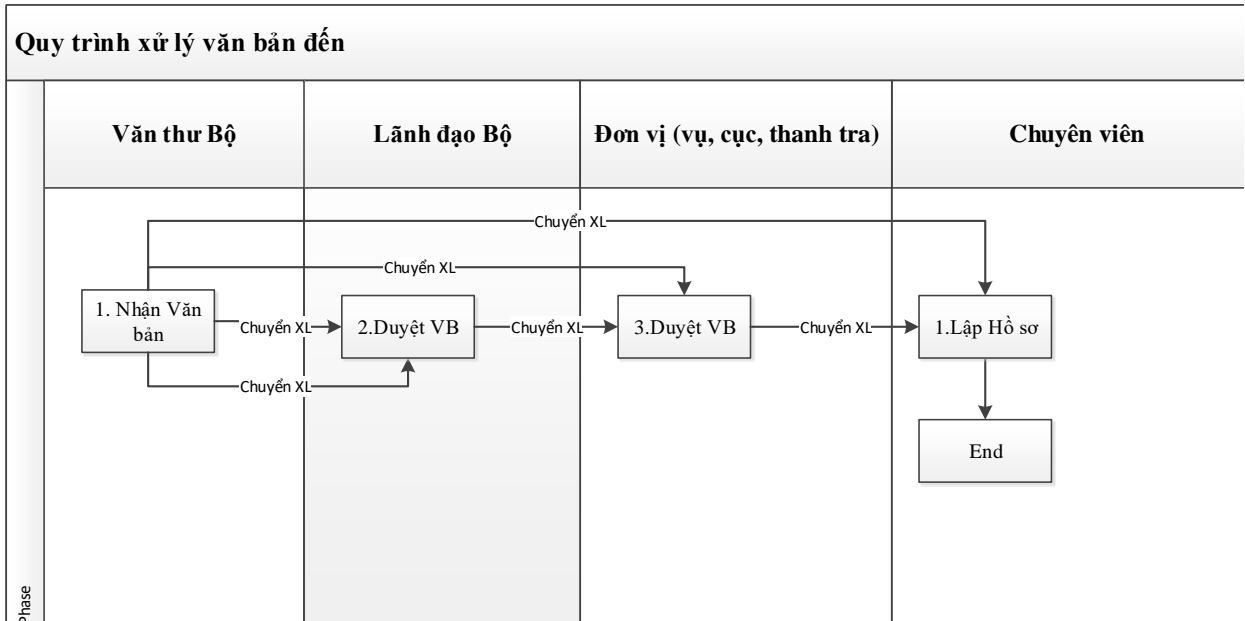 Quy trình xử lý văn bản đến
Văn thư Bộ
Lãnh đạo Bộ
Đơn vị (vụ, cục, thanh tra)
Chuyên viên
Chuyển XL
Chuyển XL
1. Nhận Văn
bản
Chuyển XL
2.Duyệt VB
Chuyển XL
3.Duyệt VB
Chuyển XL
1.Lập Hồ sơ
Chuyển XL
End
Phase